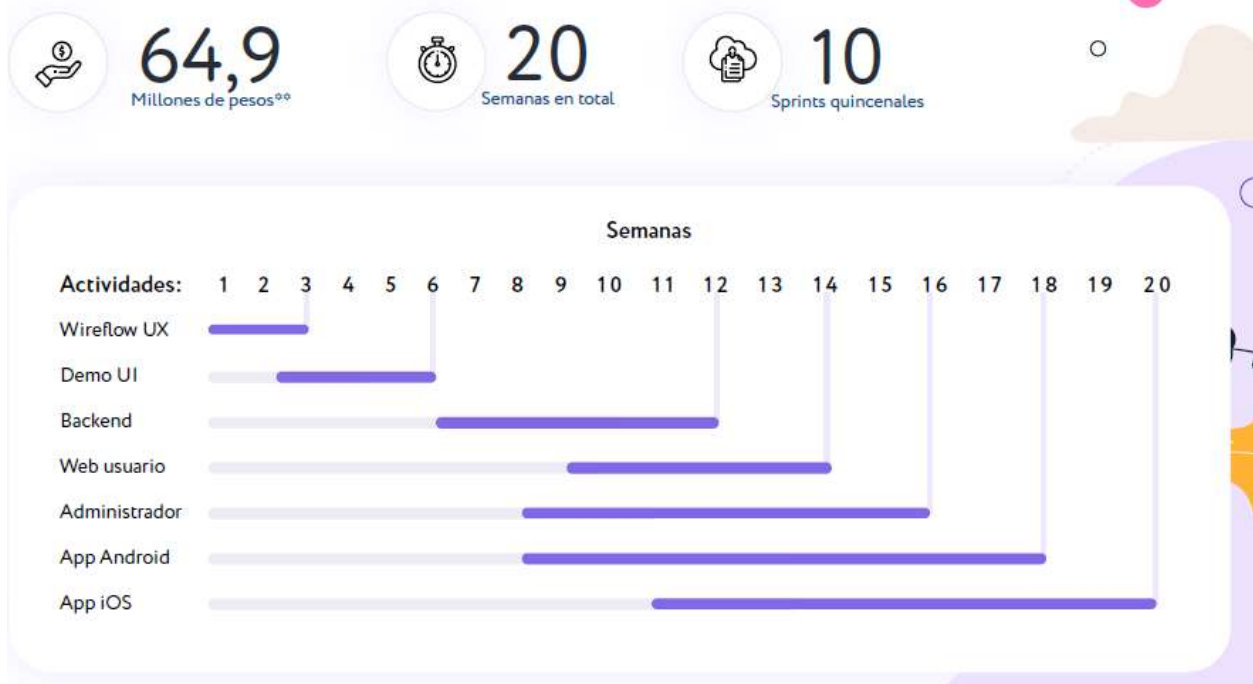 64,9
Millones de pesos**
20
Semanas en total
10
Sprints quincenales
Semanas
Actividades: 1 2 3 4 5 6 7 8 9 10 11 12 13 14 15 16 17 18 19 20
Wireflow UX
Demo UI
Backend
Web usuario
Administrador
App Android
App iOS